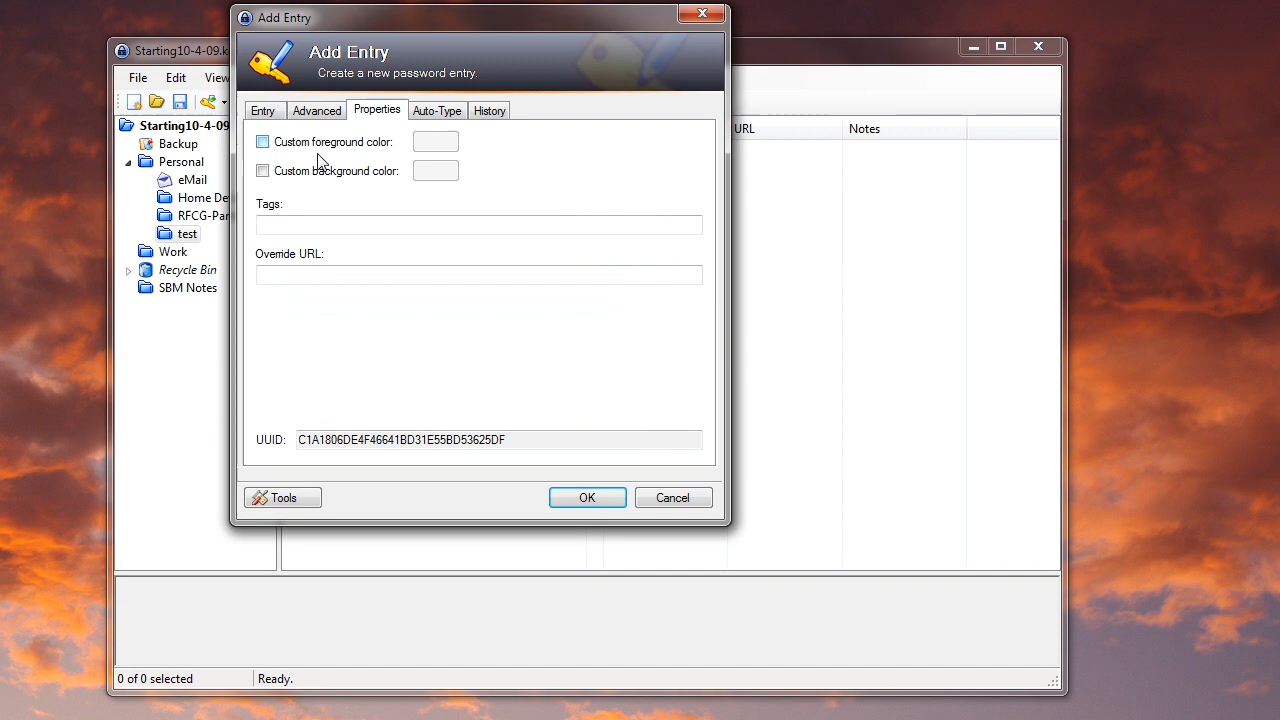 Add Entry
Starting10-4-09.k
Add Entry
Create a new password entry.
File Edit View
Entry Advanced Properties Auto-Type History
Starting10-4-09
Backup
Personal
eMail
Home De
RFCG-Par
test
Work
Recycle Bin
SBM Notes
Custom foreground color:
Custom background color:
Tags:
Override URL:
UUID: C1A1806DE4F46641BD31E55BD53625DF
Tools OK Cancel
URL Notes
0 of 0 selected Ready.